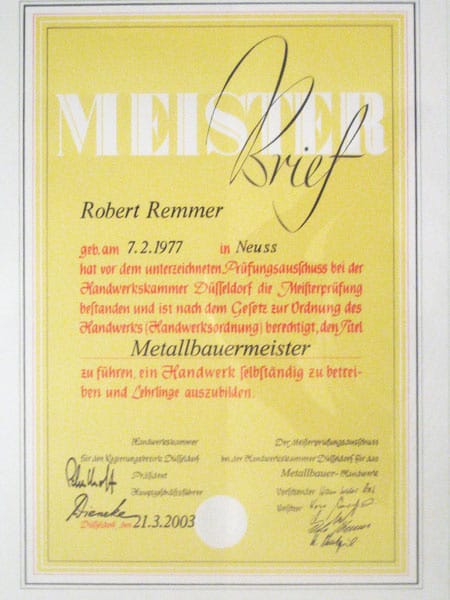 MEISTER
Brief
Robert Remmer
geb. am 7.2.1977 in Neuss
hat vor dem unterzeichneten Prüfungsausschuss bei der
Handwerkskammer Düsseldorf die Meisterprüfung
bestanden und ist nach dem Gesetz zur Ordnung des
Handwerks (Handwerksordnung) berechtigt, den Titel
Metallbauermeister
zu führen, ein Handwerk selbständig zu betrei-
ben und Lehrlinge auszubilden.
Handwerkskammer
für den Regierungsbezirk Düsseldorf
Präsident
Hauptgeschäftsführer
Düsseldorf, den 21.3.2003
Der Meisterprüfungsausschuss
bei der Handwerkskammer Düsseldorf für das
Metallbauer-Handwerk
Vorsitzender
Beisitzer